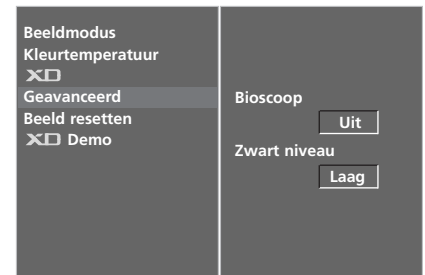 Beeldmodus
Kleurtemperatuur
XD
Geavanceerd
Beeld resetten
XD Demo
Bioscoop
Uit
Zwart niveau
Laag